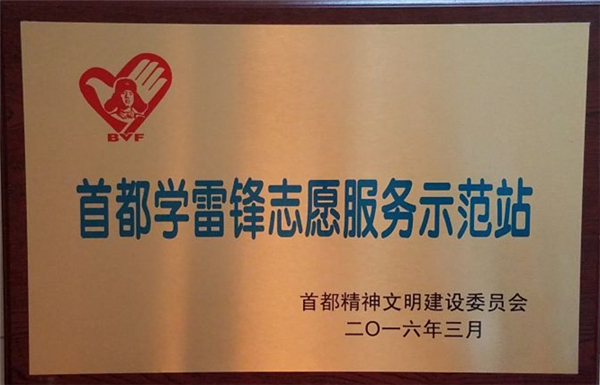 BVF
首都学雷锋志愿服务示范站
首都精神文明建设委员会
二〇一六年三月